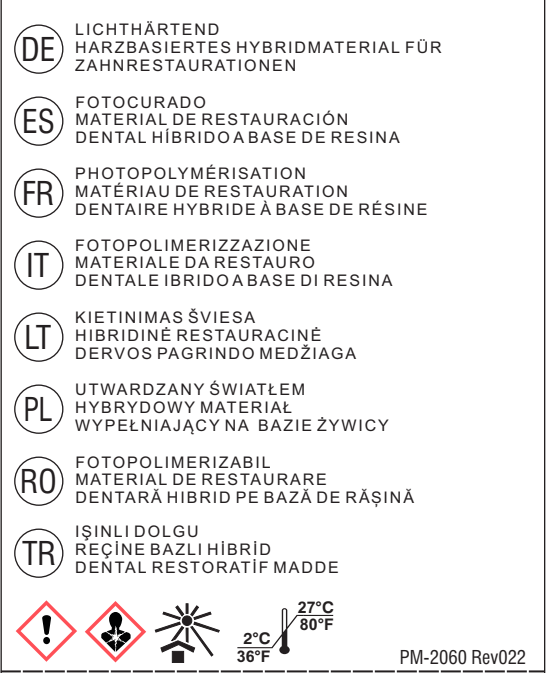 DE
LICHTHÄRTEND
HARZBASIERTES HYBRIDMATERIAL FÜR
ZAHNRESTAURATIONEN
ES
FOTOCURADO
MATERIAL DE RESTAURACIÓN
DENTAL HÍBRIDO A BASE DE RESINA
FR
PHOTOPOLYMÉRISATION
MATÉRIAU DE RESTAURATION
DENTAIRE HYBRIDE À BASE DE RÉSINE
IT
FOTOPOLIMERIZZAZIONE
MATERIALE DA RESTAURO
DENTALE IBRIDO A BASE DI RESINA
LT
KIETINIMAS ŠVIESA
HIBRIDINĖ RESTAURACINĖ
DERVOS PAGRINDO MEDŽIAGA
PL
UTWARDZANY ŚWIATŁEM
HYBRYDOWY MATERIAŁ
WYPEŁNIAJĄCY NA BAZIE ŻYWICY
RO
FOTOPOLIMERIZABIL
MATERIAL DE RESTAURARE
DENTARĂ HIBRID PE BAZĂ DE RĂȘINĂ
TR
IŞINLI DOLGU
REÇİNE BAZLI HİBRİD
DENTAL RESTORATİF MADDE
27°C
80°F
2°C
36°F
PM-2060 Rev022